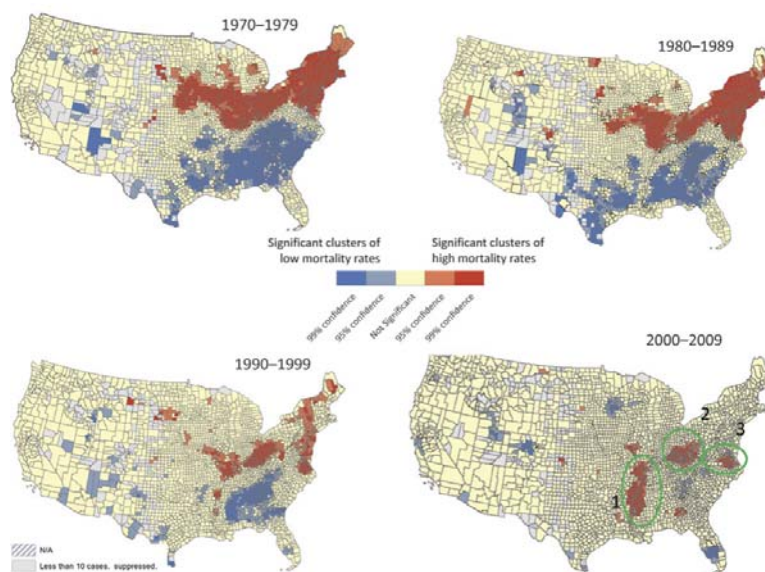 1970–1979
1980–1989
Significant clusters of
low mortality rates
Significant clusters of
high mortality rates
99% confidence
95% confidence
Not Significant
95% confidence
99% confidence
1990–1999
2000–2009
2
3
1
N/A
Less than 10 cases. suppressed.